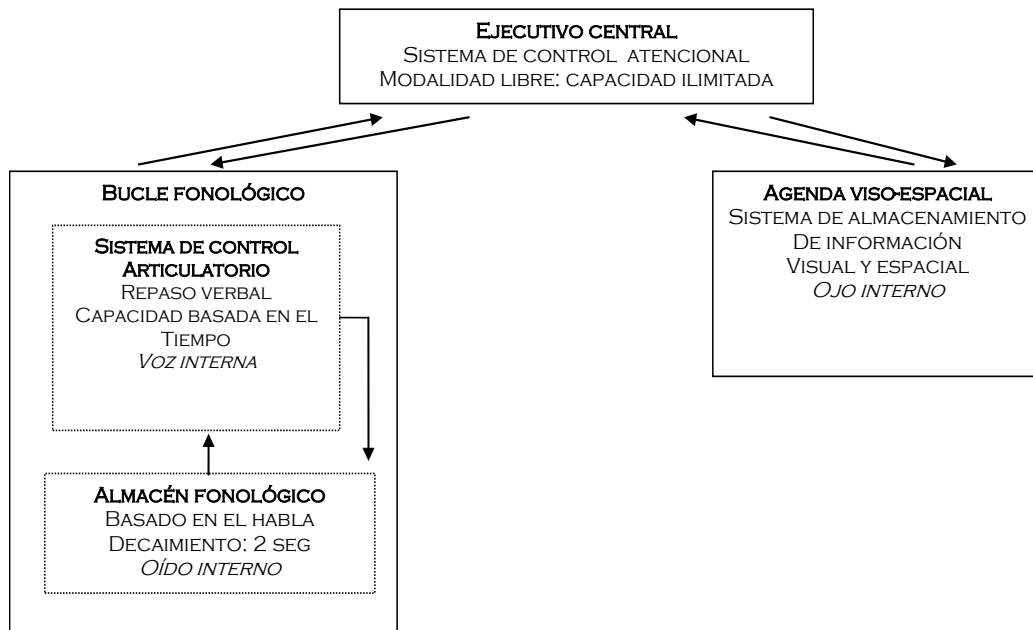 EJECUTIVO CENTRAL
SISTEMA DE CONTROL ATENCIONAL
MODALIDAD LIBRE: CAPACIDAD ILIMITADA
BUCLE FONOLÓGICO
SISTEMA DE CONTROL
ARTICULATORIO
REPASO VERBAL
CAPACIDAD BASADA EN EL
TIEMPO
VOZ INTERNA
ALMACÉN FONOLÓGICO
BASADO EN EL HABLA
DECAIMIENTO: 2 SEG
OÍDO INTERNO
AGENDA VISO-ESPACIAL
SISTEMA DE ALMACENAMIENTO
DE INFORMACIÓN
VISUAL Y ESPACIAL
OJO INTERNO